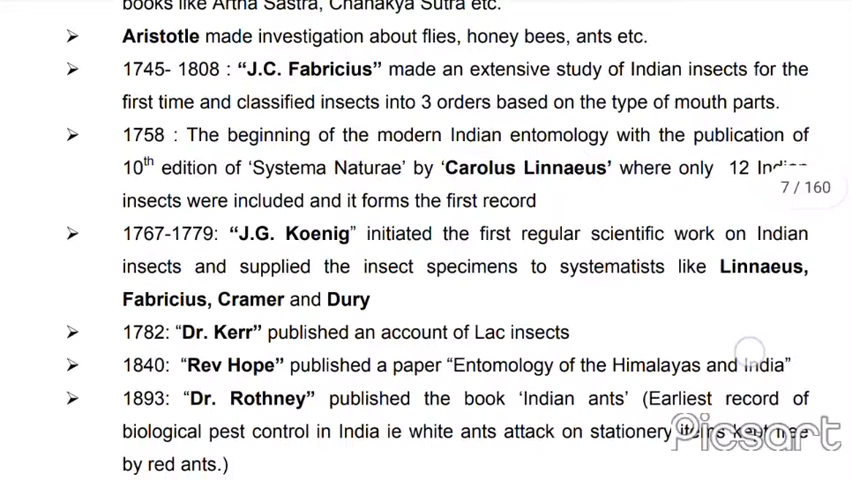 books like Artha Sastra, Chanakya Sutra etc.
➢ Aristotle made investigation about flies, honey bees, ants etc.
➢ 1745- 1808 : “J.C. Fabricius” made an extensive study of Indian insects for the
first time and classified insects into 3 orders based on the type of mouth parts.
➢ 1758 : The beginning of the modern Indian entomology with the publication of
10th edition of ‘Systema Naturae’ by ‘Carolus Linnaeus’ where only 12 Indian
7 / 160
insects were included and it forms the first record
➢ 1767-1779: “J.G. Koenig” initiated the first regular scientific work on Indian
insects and supplied the insect specimens to systematists like Linnaeus,
Fabricius, Cramer and Dury
➢ 1782: “Dr. Kerr” published an account of Lac insects
➢ 1840: “Rev Hope” published a paper “Entomology of the Himalayas and India”
➢ 1893: “Dr. Rothney” published the book ‘Indian ants’ (Earliest record of
biological pest control in India ie white ants attack on stationery items kept free
Picsart
by red ants.)